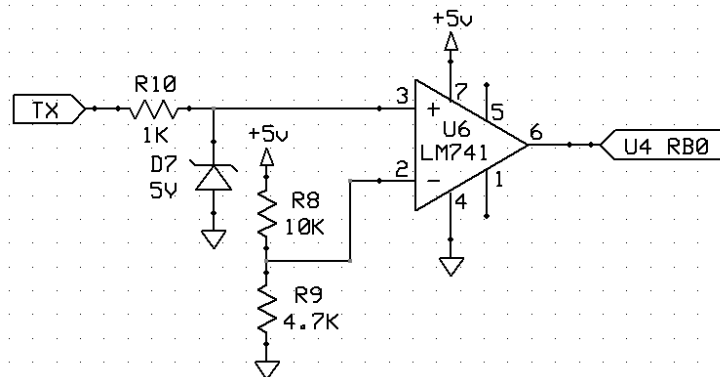 +5v
TX
R10
1K
D7
5V
+5v
R8
10K
R9
4.7K
3
+
2
−
7
5
U6
LM741
6
1
4
U4 RB0